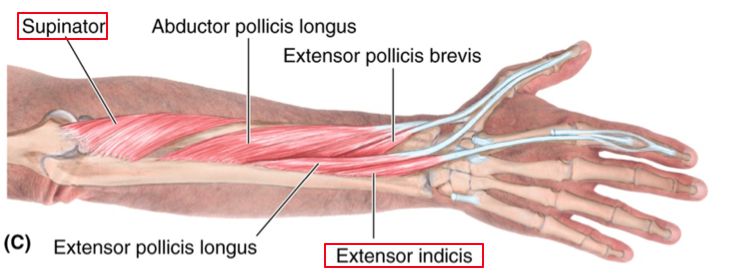 Supinator
Abductor pollicis longus
Extensor pollicis brevis
(C)
Extensor pollicis longus
Extensor indicis